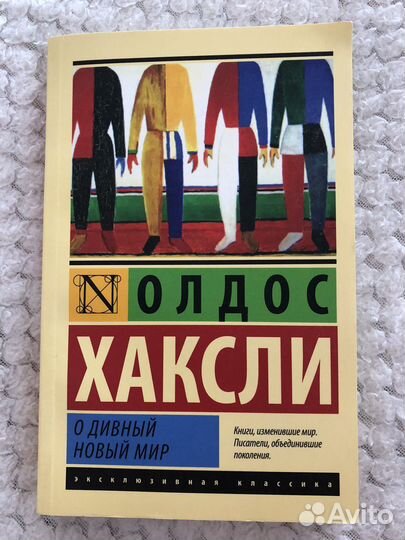 ОЛДОС
ХАКСЛИ
О ДИВНЫЙ
НОВЫЙ МИР
Книги, изменившие мир.
Писатели, объединившие
поколения.
эксклюзивная классика
Avito